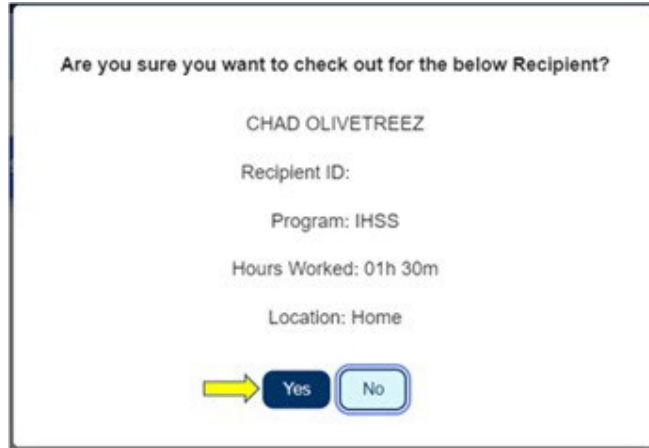 Are you sure you want to check out for the below Recipient?
CHAD OLIVETREEZ
Recipient ID:
Program: IHSS
Hours Worked: 01h 30m
Location: Home
Yes No